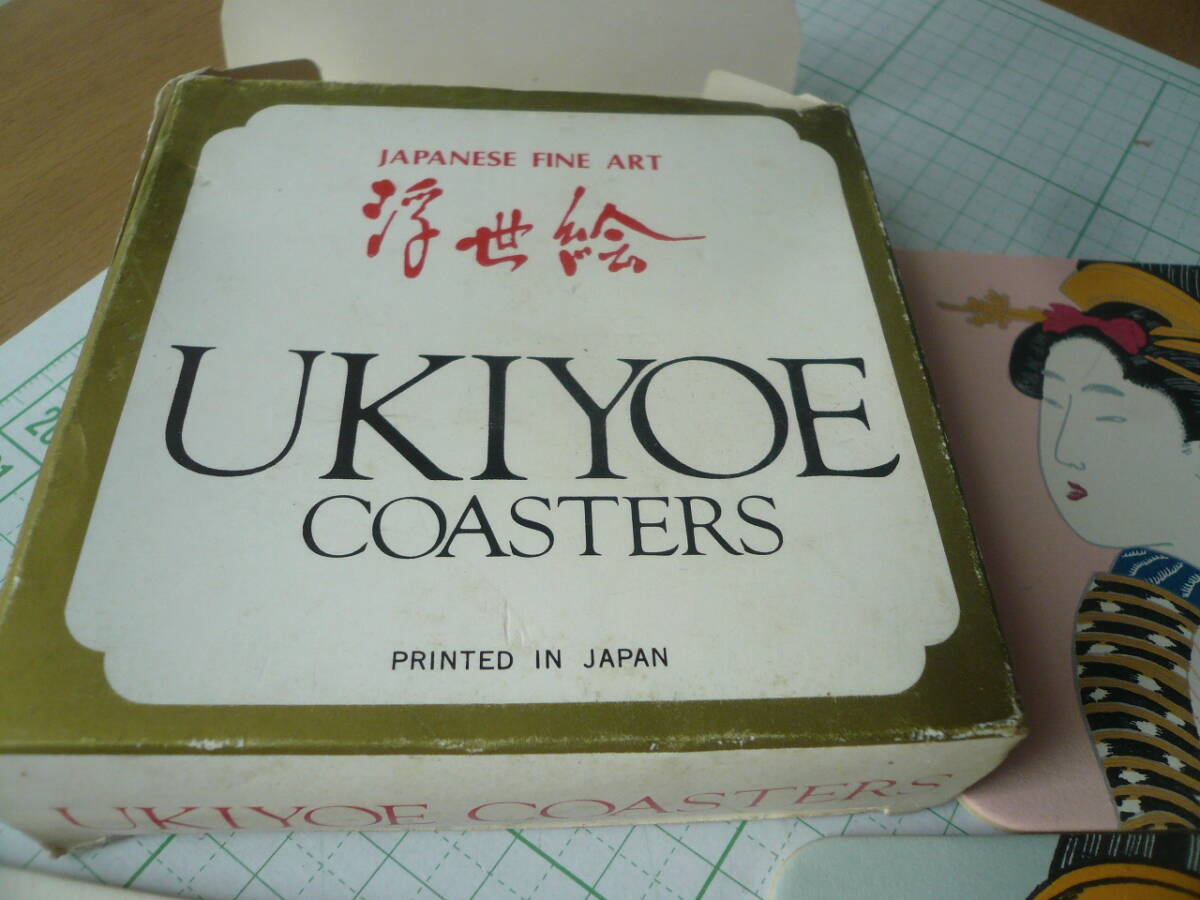 JAPANESE FINE ART
浮世絵
UKIYOE
COASTERS
PRINTED IN JAPAN
UKIYOE COASTERS